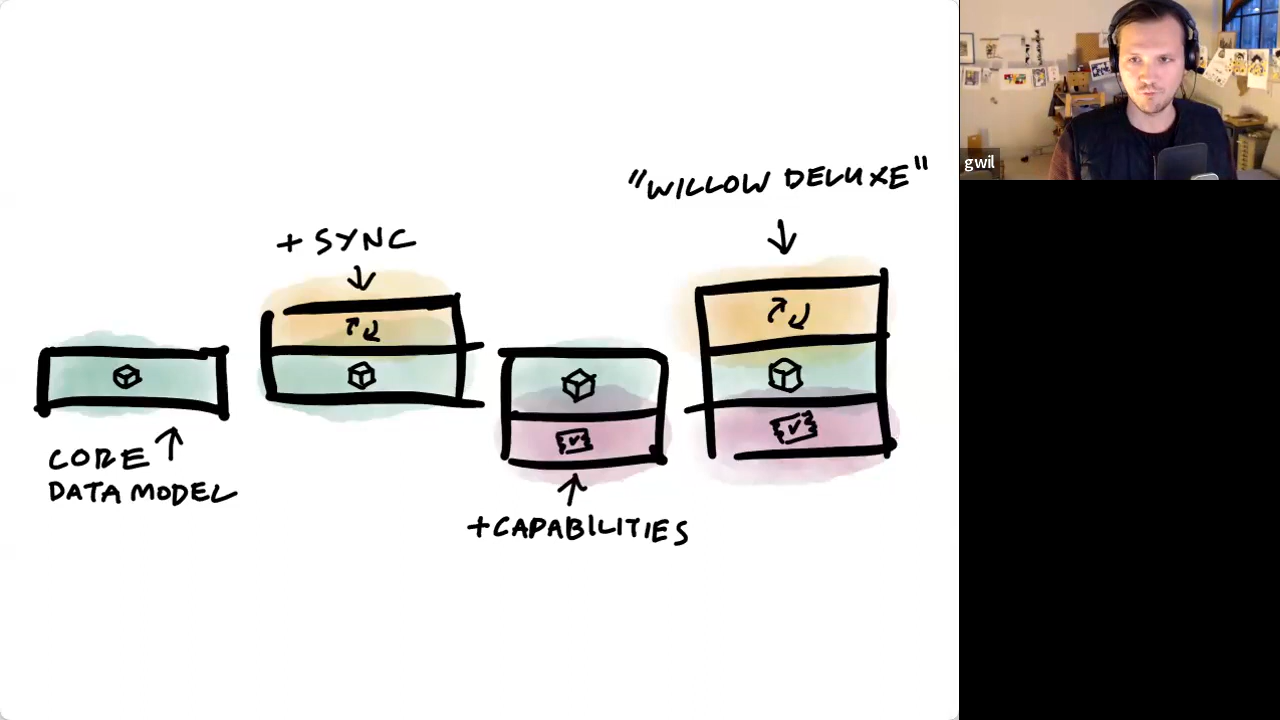 "WILLOW DELUXE"
+ SYNC
CORE
DATA MODEL
+CAPABILITIES
gwil